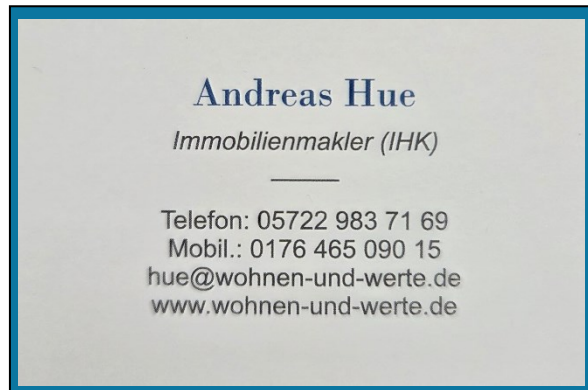 Andreas Hue
Immobilienmakler (IHK)
Telefon: 05722 983 71 69
Mobil.: 0176 465 090 15
hue@wohnen-und-werte.de
www.wohnen-und-werte.de